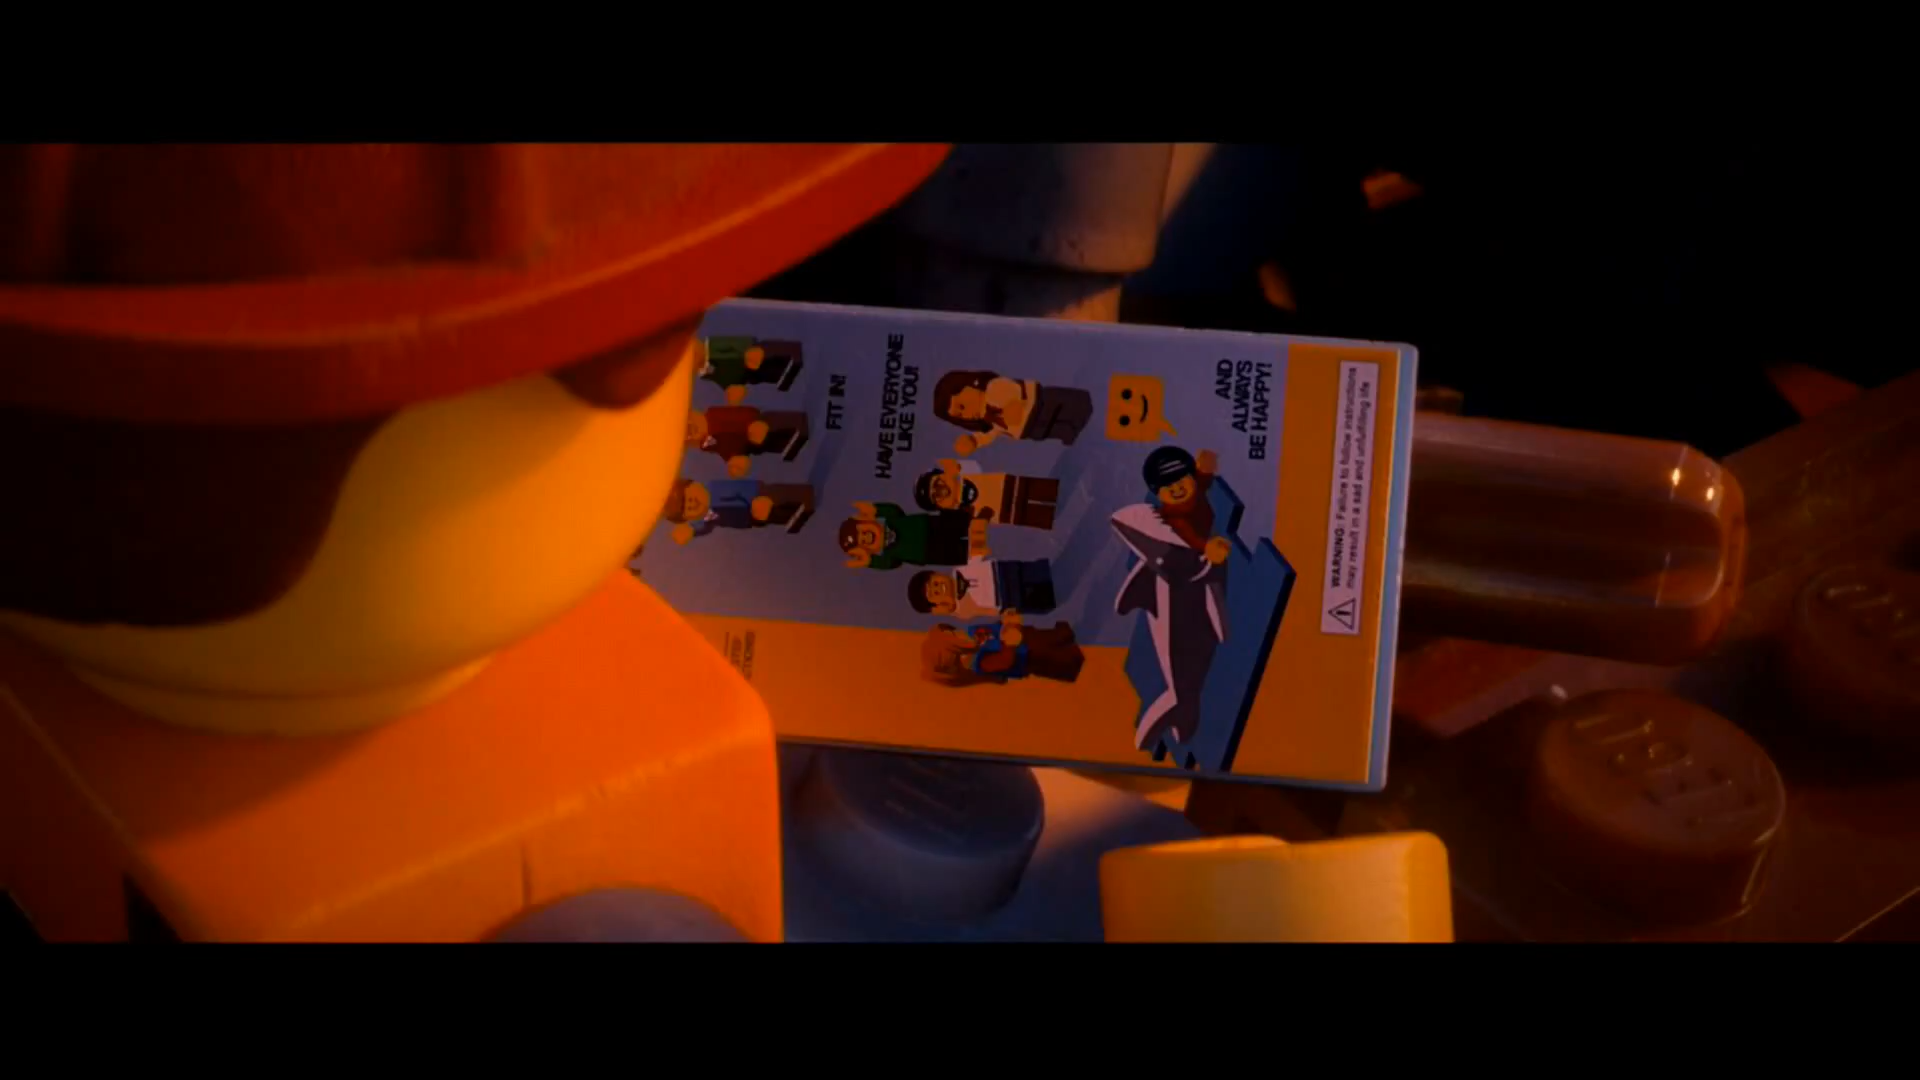 FIT IN!
HAVE EVERYONE
LIKE YOU!
AND
ALWAYS
BE HAPPY!
WARNING: Failure to follow instructions
may result in a sad and unfulfilling life